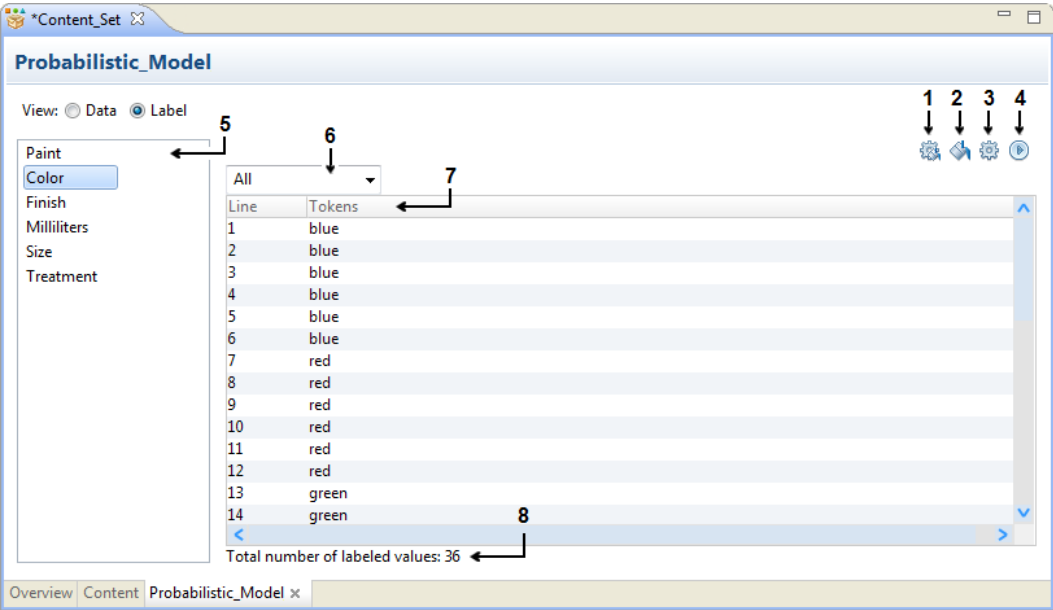 *Content_Set
Probabilistic_Model
View: Data Label
1 2 3 4
5
6
7
8
Paint
Color
Finish
Milliliters
Size
Treatment
All
Line Tokens
1 blue
2 blue
3 blue
4 blue
5 blue
6 blue
7 red
8 red
9 red
10 red
11 red
12 red
13 green
14 green
Total number of labeled values: 36
Overview Content Probabilistic_Model